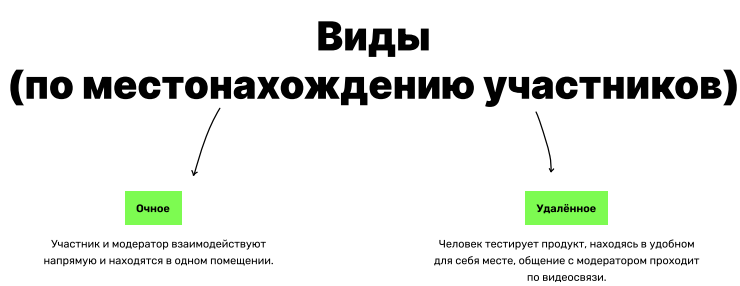 Виды
(по местонахождению участников)
Очное
Удалённое
Участник и модератор взаимодействуют
напрямую и находятся в одном помещении.
Человек тестирует продукт, находясь в удобном
для себя месте, общение с модератором проходит
по видеосвязи.